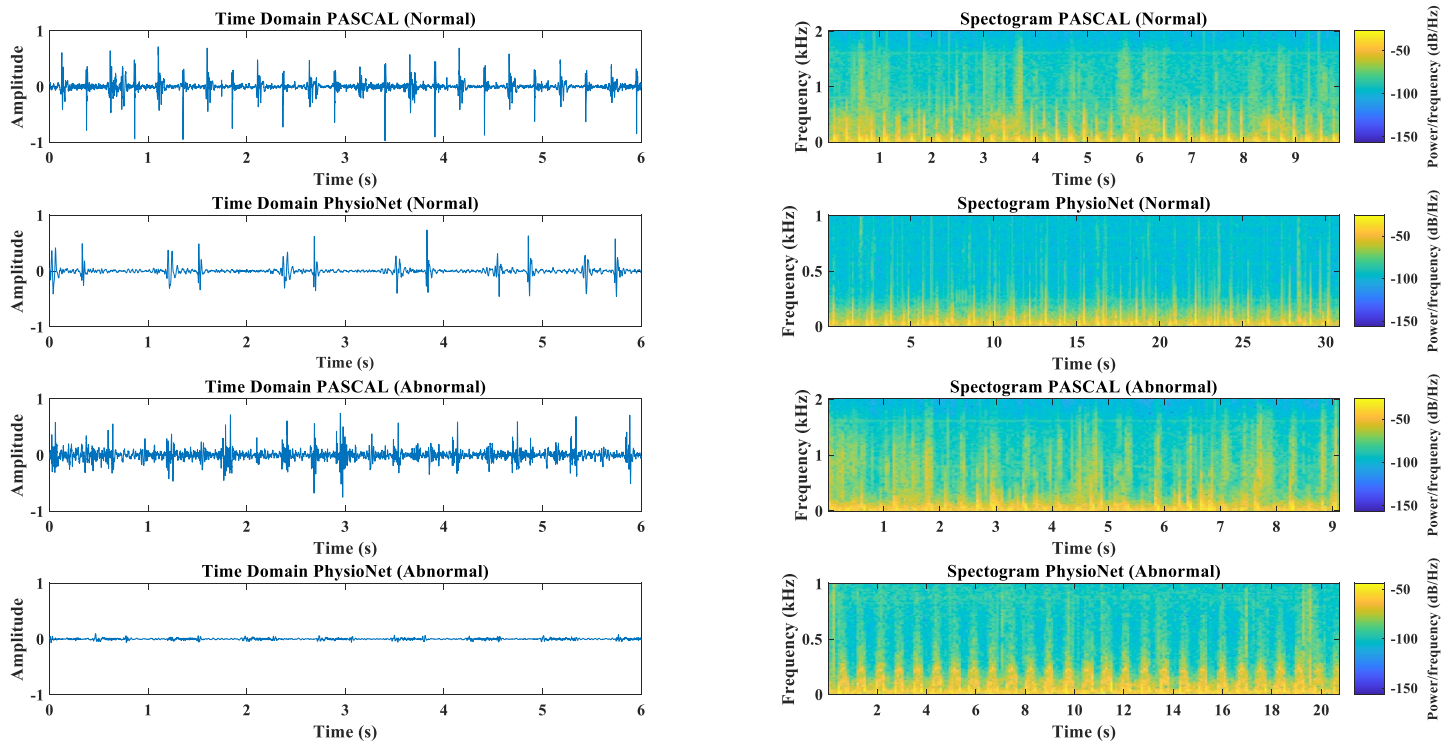 Time Domain PASCAL (Normal)
Amplitude
1
0
-1
0 1 2 3 4 5 6
Time (s)
Spectogram PASCAL (Normal)
Frequency (kHz)
2
1
0
1 2 3 4 5 6 7 8 9
Time (s)
-50
-100
-150
Power/frequency (dB/Hz)
Time Domain PhysioNet (Normal)
Amplitude
1
0
-1
0 1 2 3 4 5 6
Time (s)
Spectogram PhysioNet (Normal)
Frequency (kHz)
1
0.5
0
5 10 15 20 25 30
Time (s)
-50
-100
-150
Power/frequency (dB/Hz)
Time Domain PASCAL (Abnormal)
Amplitude
1
0
-1
0 1 2 3 4 5 6
Time (s)
Spectogram PASCAL (Abnormal)
Frequency (kHz)
2
1
0
1 2 3 4 5 6 7 8 9
Time (s)
-50
-100
-150
Power/frequency (dB/Hz)
Time Domain PhysioNet (Abnormal)
Amplitude
1
0
-1
0 1 2 3 4 5 6
Time (s)
Spectogram PhysioNet (Abnormal)
Frequency (kHz)
1
0.5
0
2 4 6 8 10 12 14 16 18 20
Time (s)
-50
-100
-150
Power/frequency (dB/Hz)